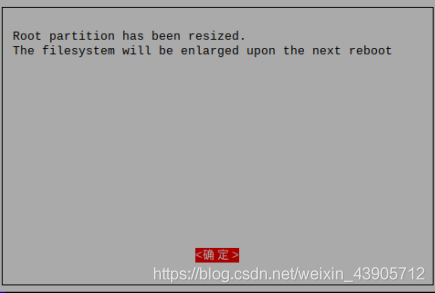 Root partition has been resized.
The filesystem will be enlarged upon the next reboot
<确定>
https://blog.csdn.net/weixin_43905712